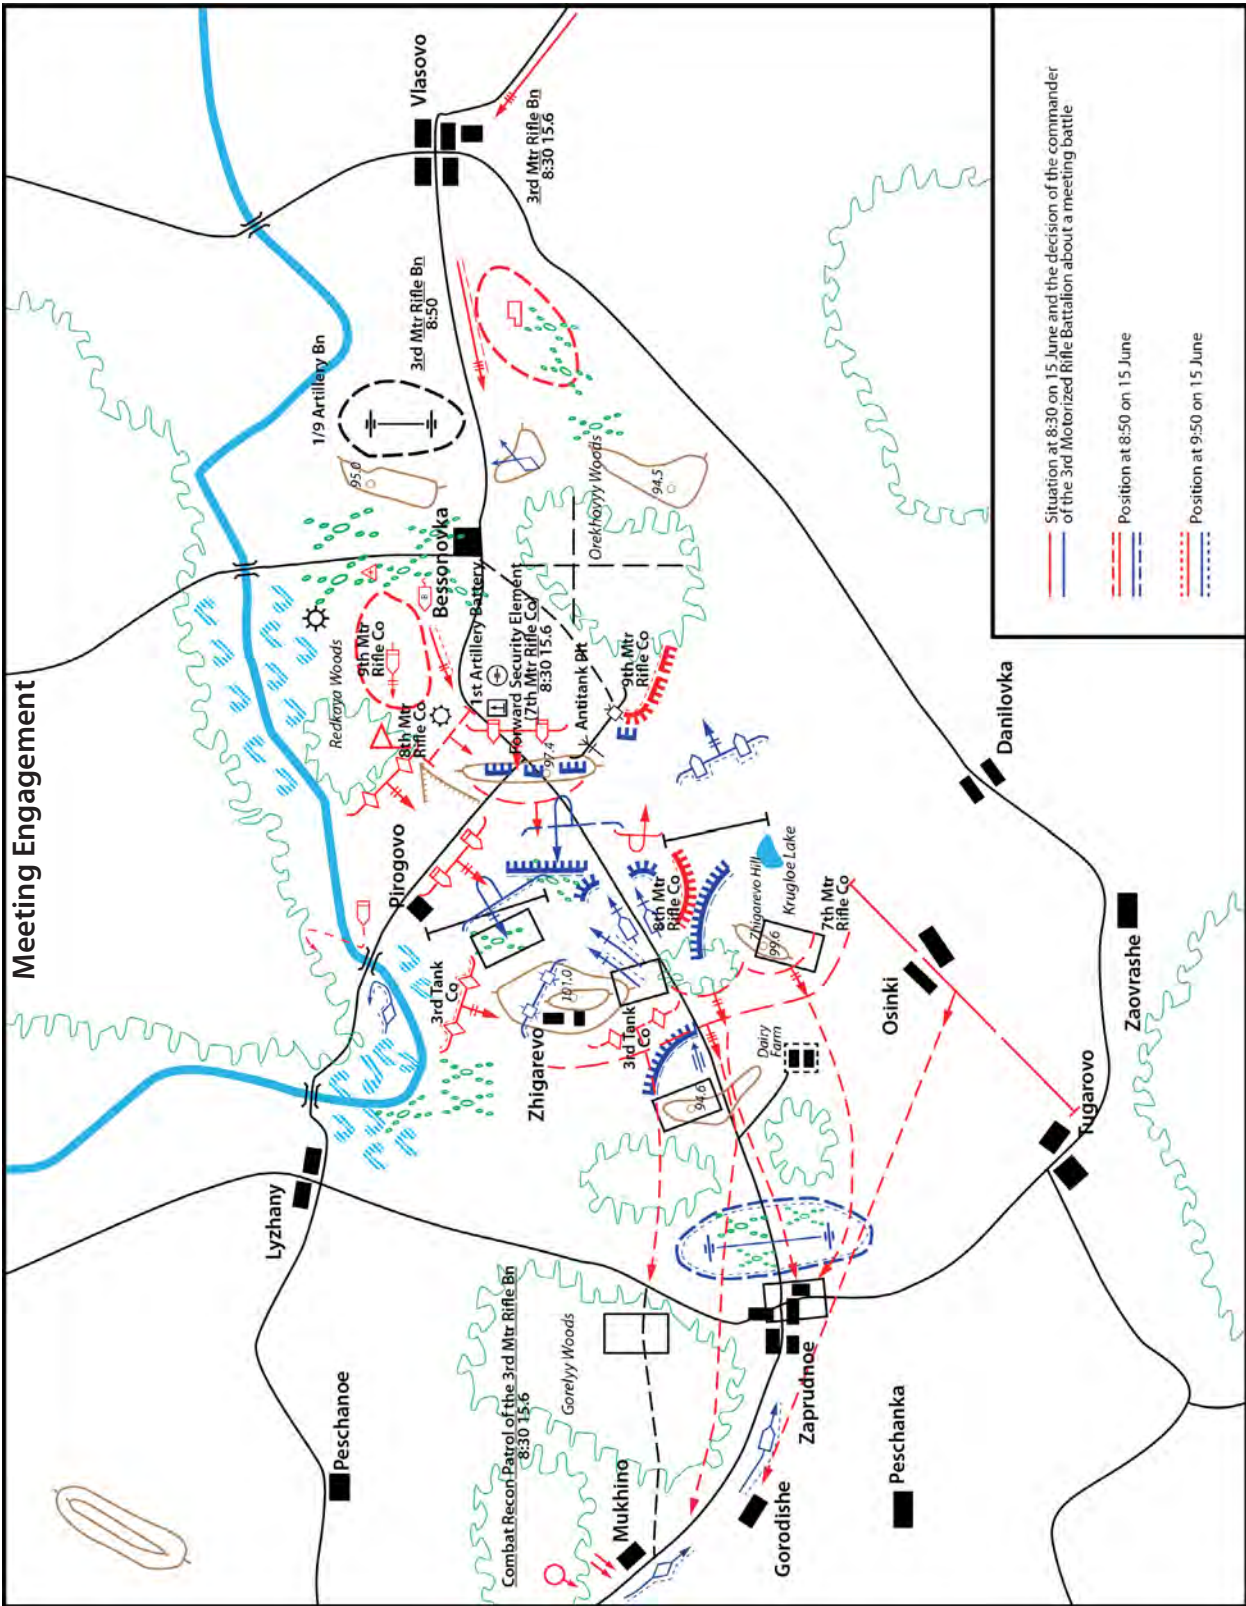 Meeting Engagement
Lyzhany
Peschanoe
Combat Recon Patrol of the 3rd Mtr Rifle Bn
8:30 15.6
Gorelyy Woods
Mukhino
Gorodishe
Zaprudnoe
Peschanka
Pirogovo
3rd Tank
Co
Zhigarevo
101.0
3rd Tank
Co
94.6
Dairy
Farm
8th Mtr
Rifle Co
Zhigarevo Hill
99.6
Krugloe Lake
7th Mtr
Rifle Co
Osinki
Tugarovo
Zaovrashe
Danilovka
Redkaya Woods
9th Mtr
Rifle Co
8th Mtr
Rifle Co
Bessonovka
1st Artillery Battery
Forward Security Element
(7th Mtr Rifle Co)
8:30 15.6
97.4
Antitank Plt
9th Mtr
Rifle Co
Orekhovyy Woods
94.5
95.0
1/9 Artillery Bn
3rd Mtr Rifle Bn
8:50
Vlasovo
3rd Mtr Rifle Bn
8:30 15.6
Situation at 8:30 on 15 June and the decision of the commander
of the 3rd Motorized Rifle Battalion about a meeting battle
Position at 8:50 on 15 June
Position at 9:50 on 15 June